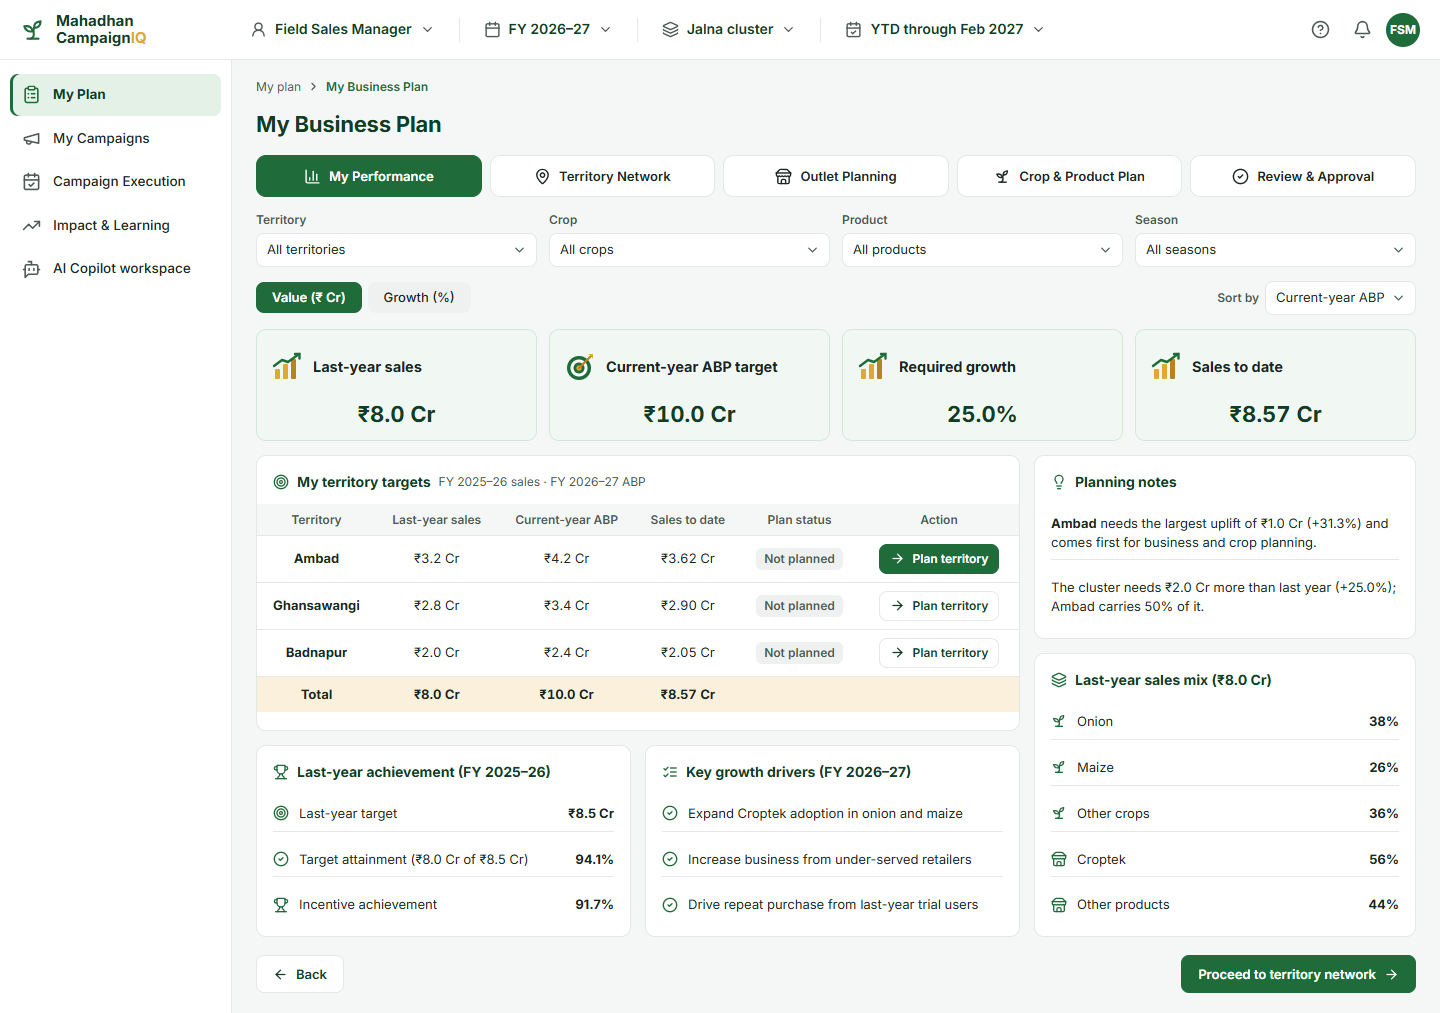 Mahadhan
CampaignIQ
Field Sales Manager
FY 2026–27
Jalna cluster
YTD through Feb 2027
FSM
My Plan
My Campaigns
Campaign Execution
Impact & Learning
AI Copilot workspace
My plan > My Business Plan
My Business Plan
My Performance
Territory Network
Outlet Planning
Crop & Product Plan
Review & Approval
Territory
Crop
Product
Season
All territories
All crops
All products
All seasons
Value (₹ Cr)
Growth (%)
Sort by
Current-year ABP
Last-year sales
₹8.0 Cr
Current-year ABP target
₹10.0 Cr
Required growth
25.0%
Sales to date
₹8.57 Cr
My territory targets FY 2025–26 sales · FY 2026–27 ABP
Territory Last-year sales Current-year ABP Sales to date Plan status Action
Ambad ₹3.2 Cr ₹4.2 Cr ₹3.62 Cr Not planned Plan territory
Ghansawangi ₹2.8 Cr ₹3.4 Cr ₹2.90 Cr Not planned Plan territory
Badnapur ₹2.0 Cr ₹2.4 Cr ₹2.05 Cr Not planned Plan territory
Total ₹8.0 Cr ₹10.0 Cr ₹8.57 Cr
Planning notes
Ambad needs the largest uplift of ₹1.0 Cr (+31.3%) and
comes first for business and crop planning.
The cluster needs ₹2.0 Cr more than last year (+25.0%);
Ambad carries 50% of it.
Last-year achievement (FY 2025–26)
Last-year target ₹8.5 Cr
Target attainment (₹8.0 Cr of ₹8.5 Cr) 94.1%
Incentive achievement 91.7%
Key growth drivers (FY 2026–27)
Expand Croptek adoption in onion and maize
Increase business from under-served retailers
Drive repeat purchase from last-year trial users
Last-year sales mix (₹8.0 Cr)
Onion 38%
Maize 26%
Other crops 36%
Croptek 56%
Other products 44%
Back
Proceed to territory network